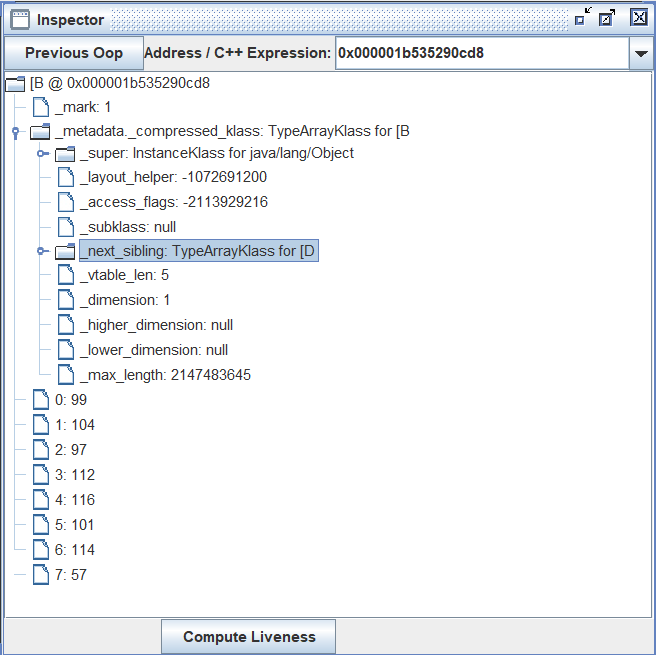 Inspector
Previous Oop Address / C++ Expression: 0x000001b535290cd8
[B @ 0x000001b535290cd8
_mark: 1
_metadata._compressed_klass: TypeArrayKlass for [B
_super: InstanceKlass for java/lang/Object
_layout_helper: -1072691200
_access_flags: -2113929216
_subklass: null
_next_sibling: TypeArrayKlass for [D
_vtable_len: 5
_dimension: 1
_higher_dimension: null
_lower_dimension: null
_max_length: 2147483645
0: 99
1: 104
2: 97
3: 112
4: 116
5: 101
6: 114
7: 57
Compute Liveness